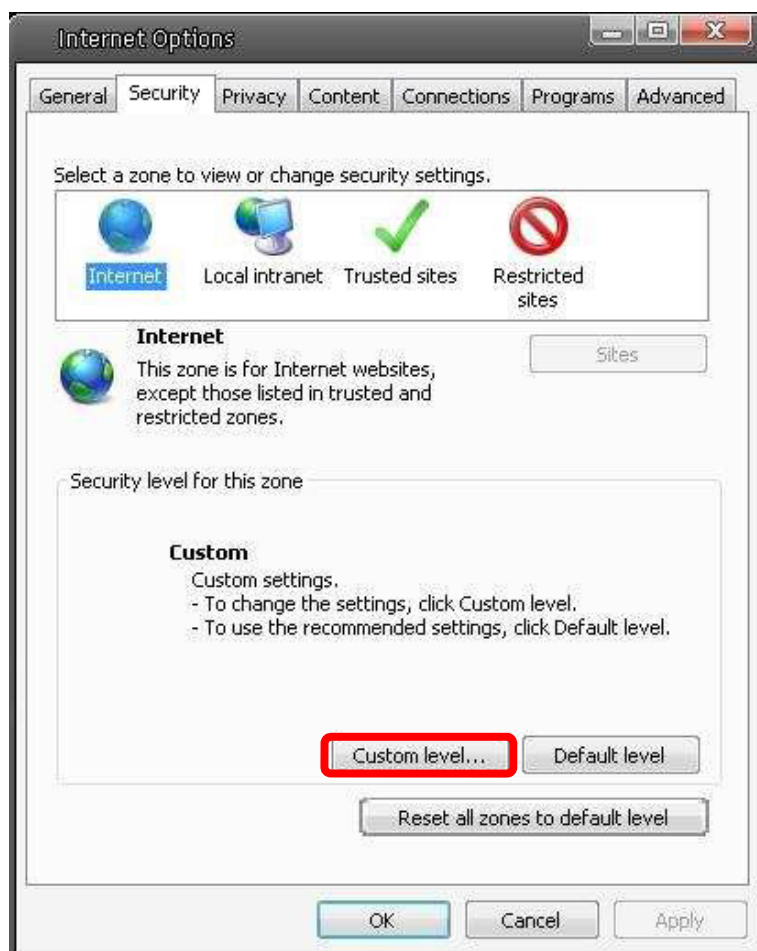 Internet Options
General Security Privacy Content Connections Programs Advanced
Select a zone to view or change security settings.
Internet Local intranet Trusted sites Restricted
sites
Internet
Sites
This zone is for Internet websites,
except those listed in trusted and
restricted zones.
Security level for this zone
Custom
Custom settings.
- To change the settings, click Custom level.
- To use the recommended settings, click Default level.
Custom level... Default level
Reset all zones to default level
OK Cancel Apply